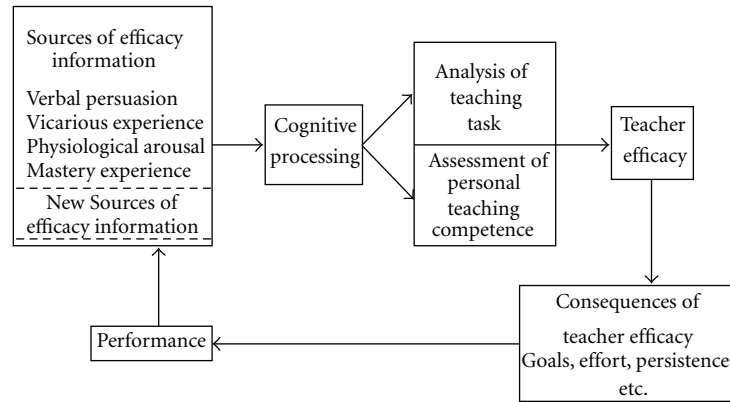 Sources of efficacy
information
Verbal persuasion
Vicarious experience
Physiological arousal
Mastery experience
New Sources of
efficacy information
Cognitive
processing
Analysis of
teaching
task
Assessment of
personal
teaching
competence
Teacher
efficacy
Consequences of
teacher efficacy
Goals, effort, persistence
etc.
Performance